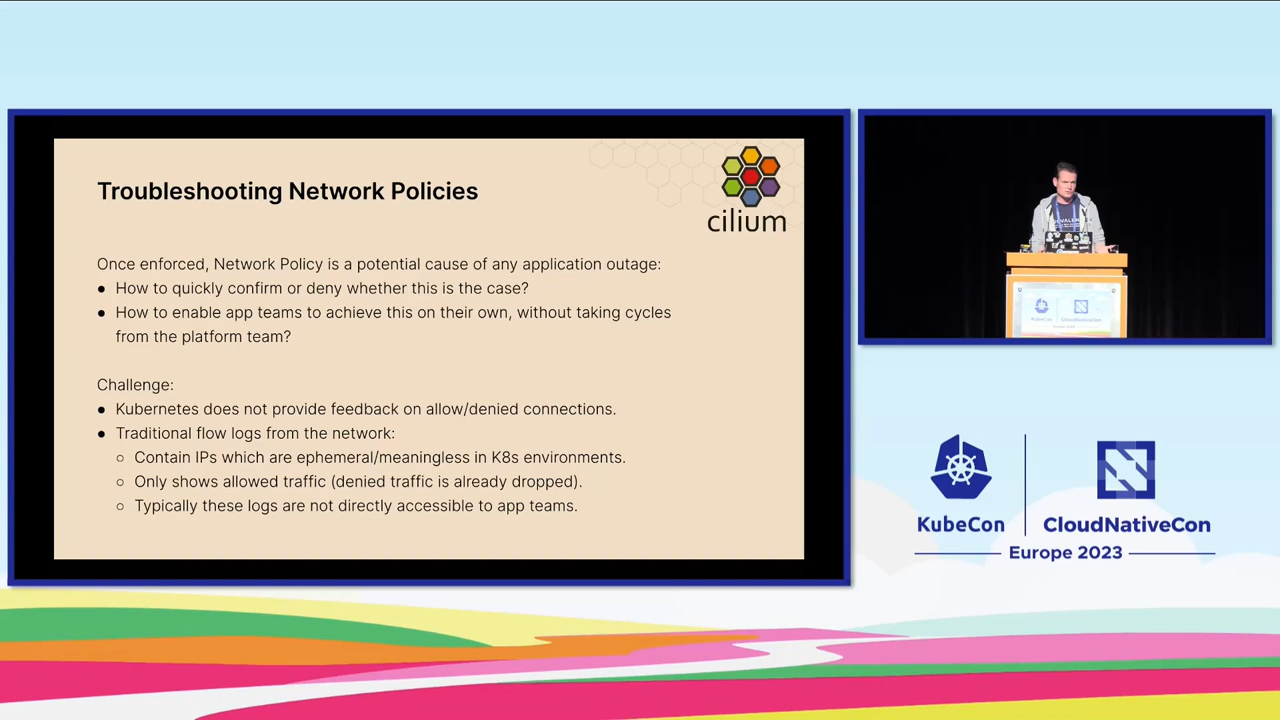 Troubleshooting Network Policies
cilium
Once enforced, Network Policy is a potential cause of any application outage:
● How to quickly confirm or deny whether this is the case?
● How to enable app teams to achieve this on their own, without taking cycles
from the platform team?
Challenge:
● Kubernetes does not provide feedback on allow/denied connections.
● Traditional flow logs from the network:
○ Contain IPs which are ephemeral/meaningless in K8s environments.
○ Only shows allowed traffic (denied traffic is already dropped).
○ Typically these logs are not directly accessible to app teams.
KubeCon
CloudNativeCon
Europe 2023